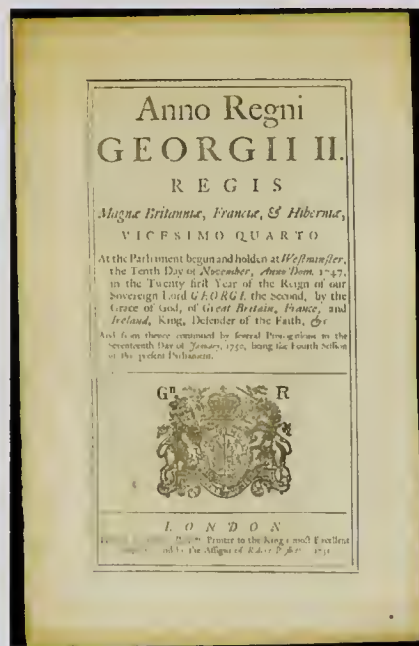 Anno Regni
GEORGII II.
REGIS
Magnæ Britanniæ, Franciæ, & Hiberniæ,
VICESIMO QUARTO
At the Parliament begun and holden at Weſtminſter,
the Tenth Day of November, Anno Dom. 1747.
in the Twenty firſt Year of the Reign of our
Sovereign Lord GEORGE the Second, by the
Grace of God, of Great Britain, France, and
Ireland, King, Defender of the Faith, &c
And from thence continued by ſeveral Prorogations to the
Seventeenth Day of January, 1750, being the Fourth Seſſion
of the preſent Parliament.
G II R
LONDON
Printer to the King's moſt Excellent
by the Aſſigns of Robert